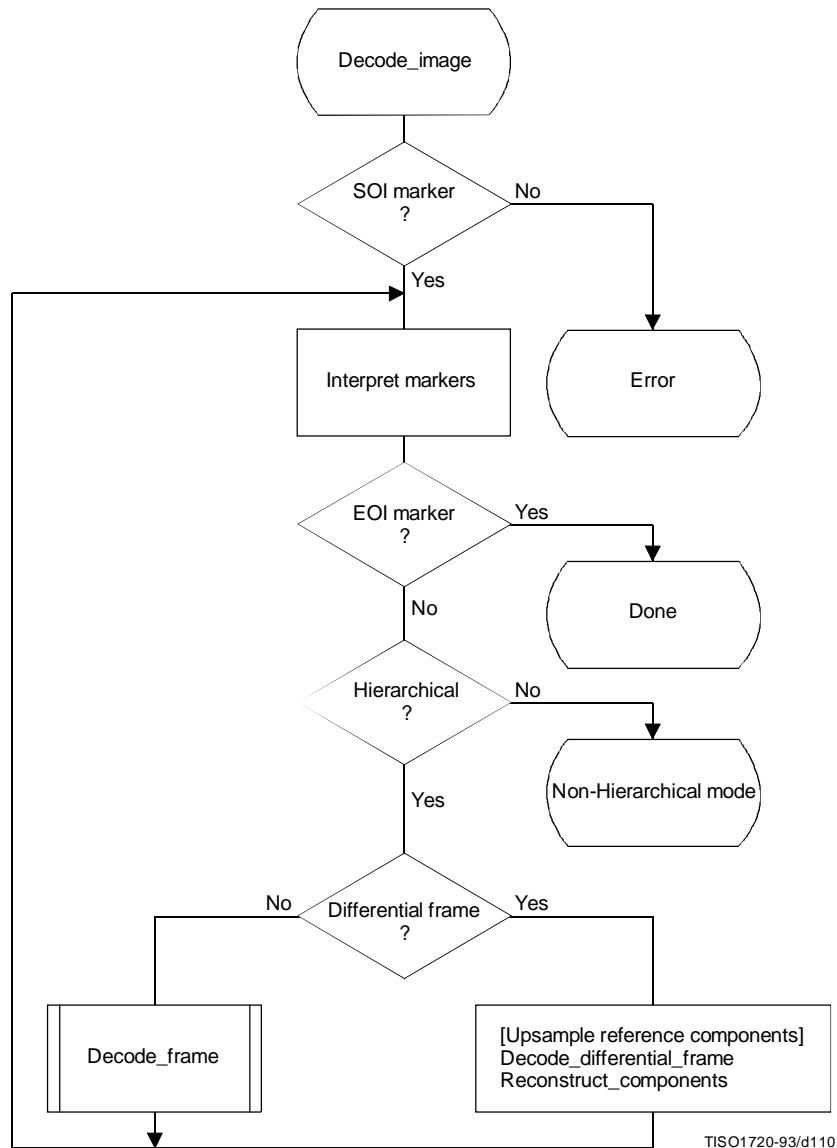 Decode_image
SOI marker
?
No
Yes
Interpret markers
Error
EOI marker
?
Yes
No
Done
Hierarchical
?
No
Yes
Non-Hierarchical mode
No
Differential frame
?
Yes
Decode_frame
[Upsample reference components]
Decode_differential_frame
Reconstruct_components
TISO1720-93/d110